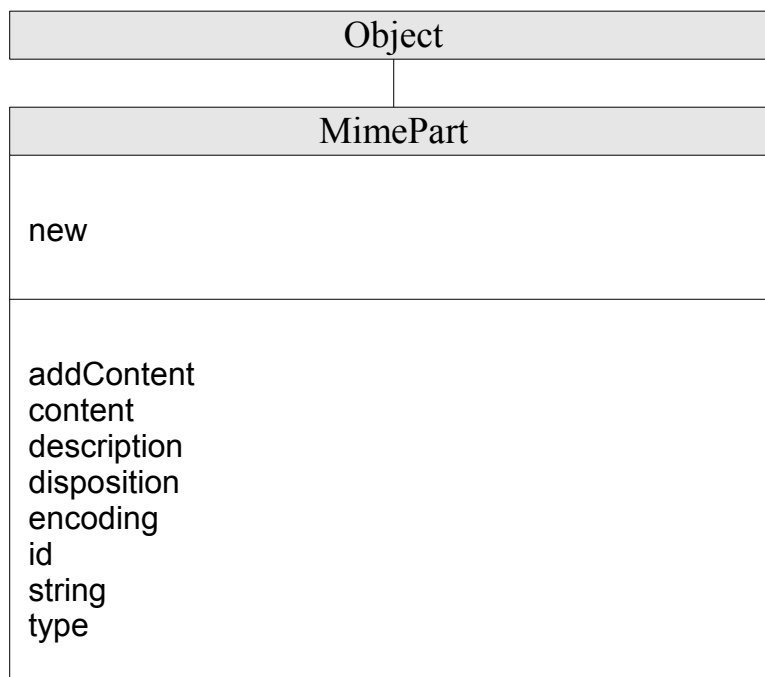 Object
MimePart
new
addContent
content
description
disposition
encoding
id
string
type